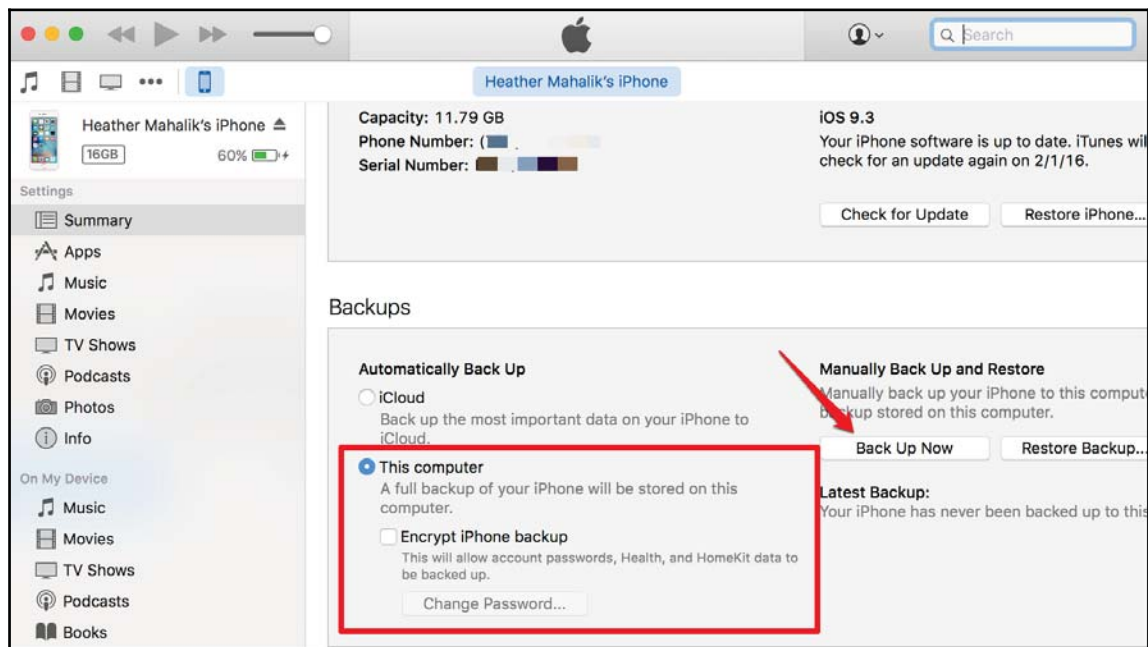 Search
Heather Mahalik's iPhone
Heather Mahalik's iPhone
16GB
60%
Settings
Summary
Apps
Music
Movies
TV Shows
Podcasts
Photos
Info
On My Device
Music
Movies
TV Shows
Podcasts
Books
Capacity: 11.79 GB
Phone Number: (
Serial Number:
iOS 9.3
Your iPhone software is up to date. iTunes wil
check for an update again on 2/1/16.
Check for Update
Restore iPhone...
Backups
Automatically Back Up
iCloud
Back up the most important data on your iPhone to
iCloud.
This computer
A full backup of your iPhone will be stored on this
computer.
Encrypt iPhone backup
This will allow account passwords, Health, and HomeKit data to
be backed up.
Change Password...
Manually Back Up and Restore
Manually back up your iPhone to this compute
backup stored on this computer.
Back Up Now
Restore Backup...
Latest Backup:
Your iPhone has never been backed up to this